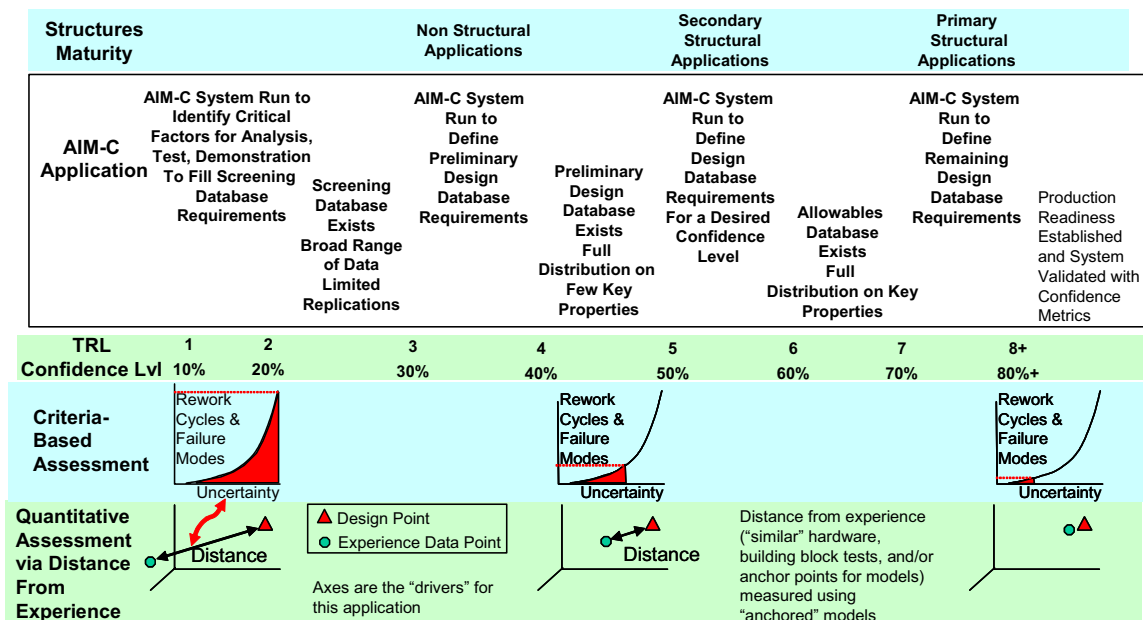 Structures
Maturity
Non Structural
Applications
Secondary
Structural
Applications
Primary
Structural
Applications
AIM-C
Application
AIM-C System Run to
Identify Critical
Factors for Analysis,
Test, Demonstration
To Fill Screening
Database
Requirements
Screening
Database
Exists
Broad Range
of Data
Limited
Replications
AIM-C System
Run to
Define
Preliminary
Design
Database
Requirements
Preliminary
Design
Database
Exists
Full
Distribution on
Few Key
Properties
AIM-C System
Run to
Define
Design
Database
Requirements
For a Desired
Confidence
Level
Allowables
Database
Exists
Full
Distribution on Key
Properties
AIM-C System
Run to
Define
Remaining
Design
Database
Requirements
Production
Readiness
Established
and System
Validated with
Confidence
Metrics
TRL 1 2 3 4 5 6 7 8+
Confidence Lvl 10% 20% 30% 40% 50% 60% 70% 80%+
Criteria-
Based
Assessment
Rework
Cycles &
Failure
Modes
Uncertainty
Rework
Cycles &
Failure
Modes
Uncertainty
Rework
Cycles &
Failure
Modes
Uncertainty
Quantitative
Assessment
via Distance
From
Experience
Distance
Design Point
Experience Data Point
Axes are the “drivers” for
this application
Distance
Distance from experience
(“similar” hardware,
building block tests, and/or
anchor points for models)
measured using
“anchored” models